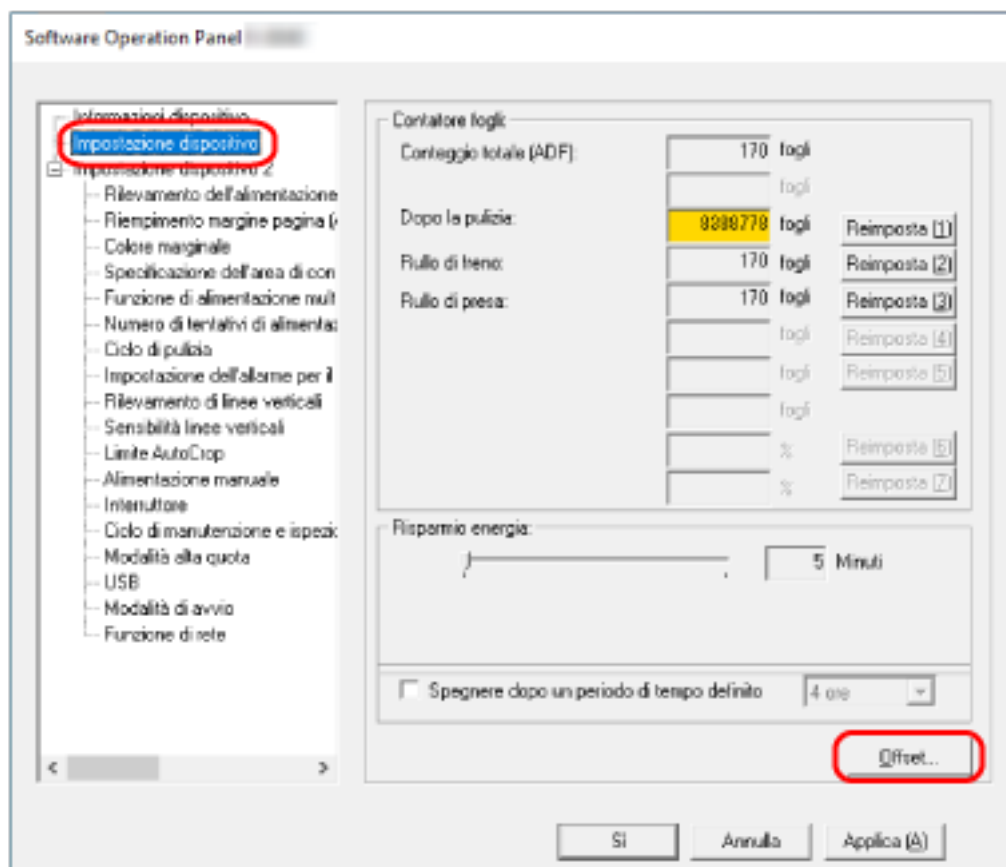 Software Operation Panel
Informazioni dispositivo
Impostazione dispositivo
Impostazione dispositivo 2
Rilevamento dell'alimentazione
Riempimento margine pagina (
Colore marginale
Specificazione dell'area di con
Funzione di alimentazione mult
Numero di tentativi di alimentaz
Ciclo di pulizia
Impostazione dell'allarme per il
Rilevamento di linee verticali
Sensibilità linee verticali
Limite AutoCrop
Alimentazione manuale
Interruttore
Ciclo di manutenzione e ispezio
Modalità alta quota
USB
Modalità di avvio
Funzione di rete
Contatore fogli:
Conteggio totale (ADF): 170 fogli
fogli
Dopo la pulizia: 8388778 fogli Reimposta (1)
Rullo di freno: 170 fogli Reimposta (2)
Rullo di presa: 170 fogli Reimposta (3)
fogli Reimposta (4)
fogli Reimposta (5)
fogli
% Reimposta (6)
% Reimposta (7)
Risparmio energia:
5 Minuti
Spegnere dopo un periodo di tempo definito 4 ore
Offset...
Sì Annulla Applica (A)